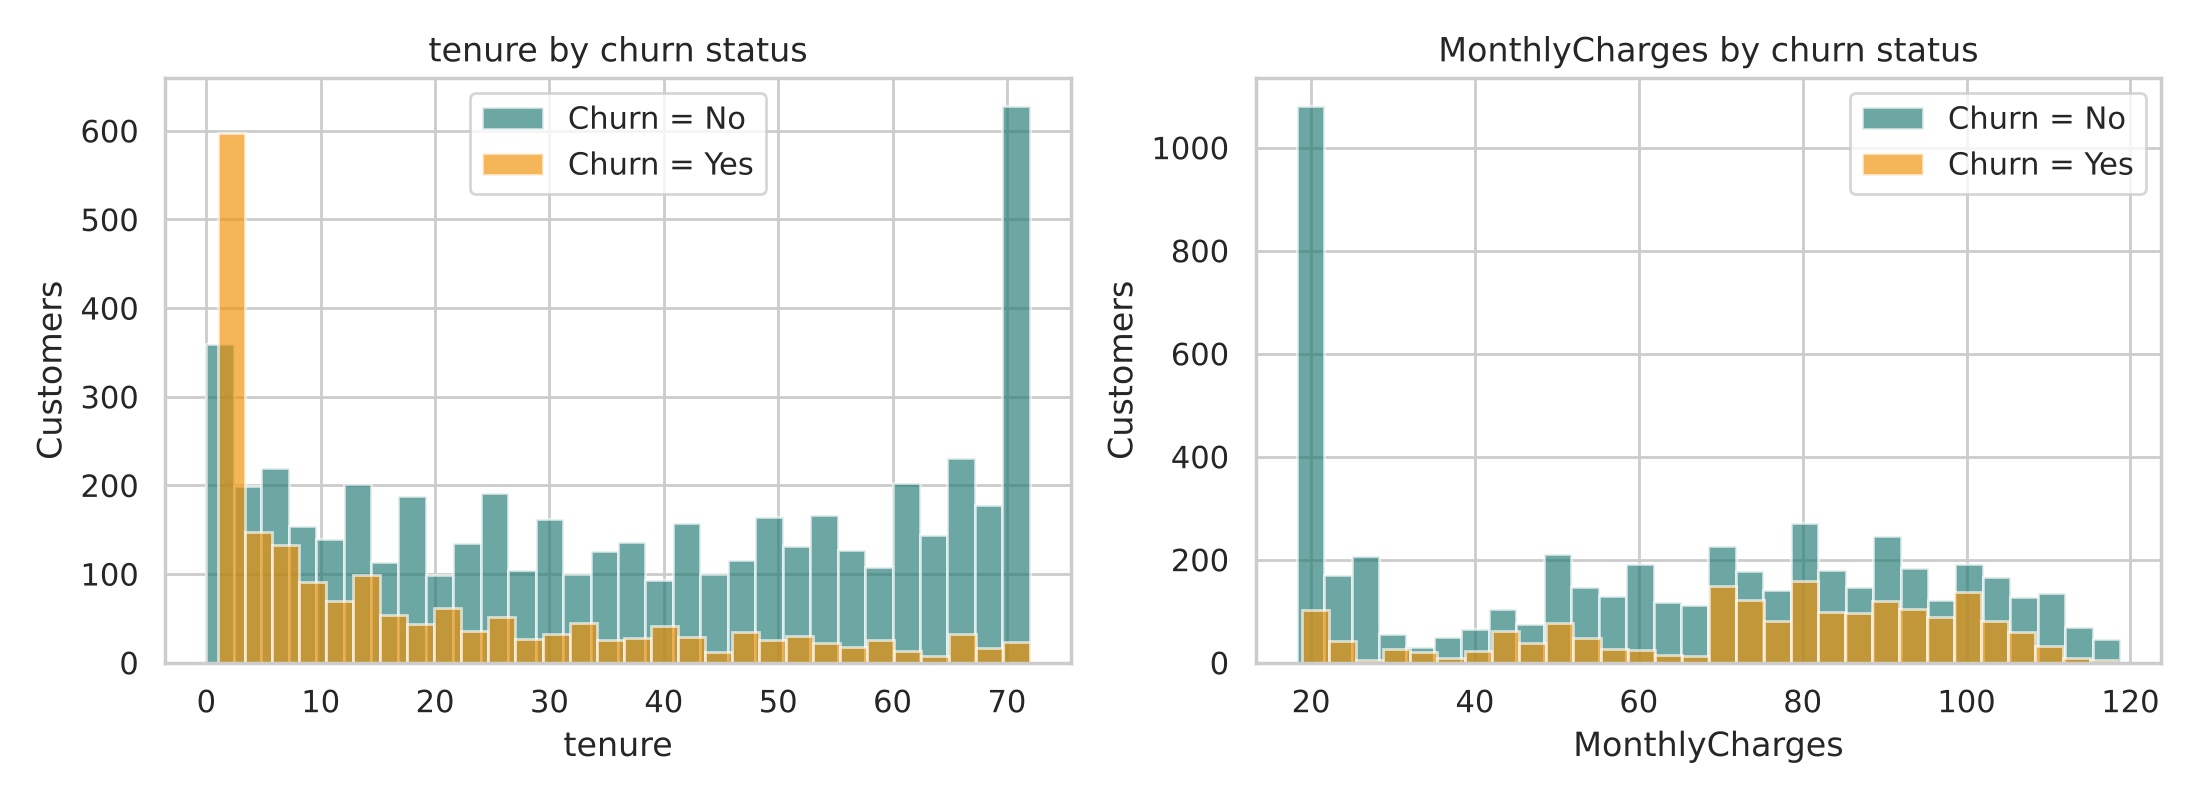 tenure by churn status
Churn = No
Churn = Yes
Customers
600
500
400
300
200
100
0
0 10 20 30 40 50 60 70
tenure
MonthlyCharges by churn status
Churn = No
Churn = Yes
Customers
1000
800
600
400
200
0
20 40 60 80 100 120
MonthlyCharges